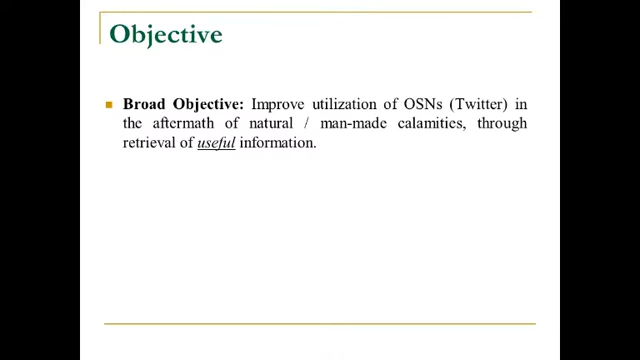 Objective
Broad Objective: Improve utilization of OSNs (Twitter) in
the aftermath of natural / man-made calamities, through
retrieval of useful information.